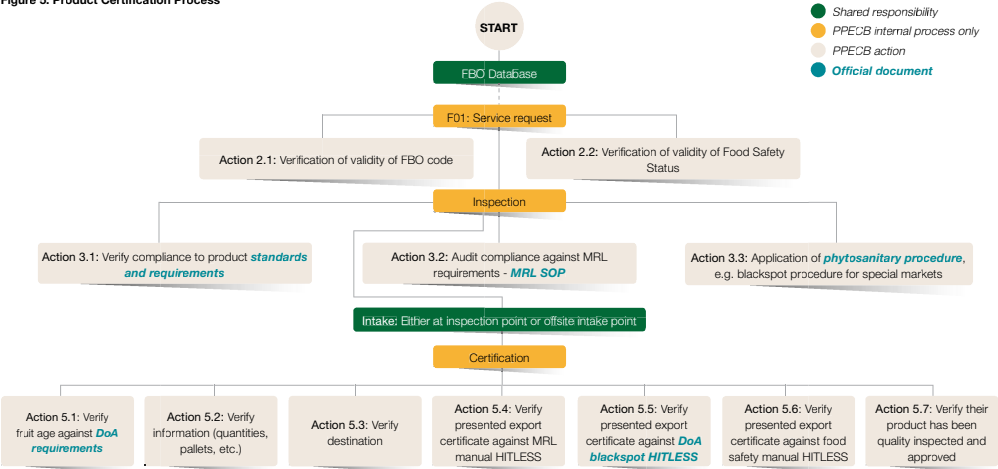 Figure 5: Product Certification Process
START
Shared responsibility
PPECB internal process only
PPECB action
Official document
FBO Database
F01: Service request
Action 2.1: Verification of validity of FBO code
Action 2.2: Verification of validity of Food Safety
Status
Inspection
Action 3.1: Verify compliance to product standards
and requirements
Action 3.2: Audit compliance against MRL
requirements - MRL SOP
Action 3.3: Application of phytosanitary procedure,
e.g. blackspot procedure for special markets
Intake: Either at inspection point or offsite intake point
Certification
Action 5.1: Verify
fruit age against DoA
requirements
Action 5.2: Verify
information (quantities,
pallets, etc.)
Action 5.3: Verify
destination
Action 5.4: Verify
presented export
certificate against MRL
manual HITLESS
Action 5.5: Verify
presented export
certificate against DoA
blackspot HITLESS
Action 5.6: Verify
presented export
certificate against food
safety manual HITLESS
Action 5.7: Verify their
product has been
quality inspected and
approved